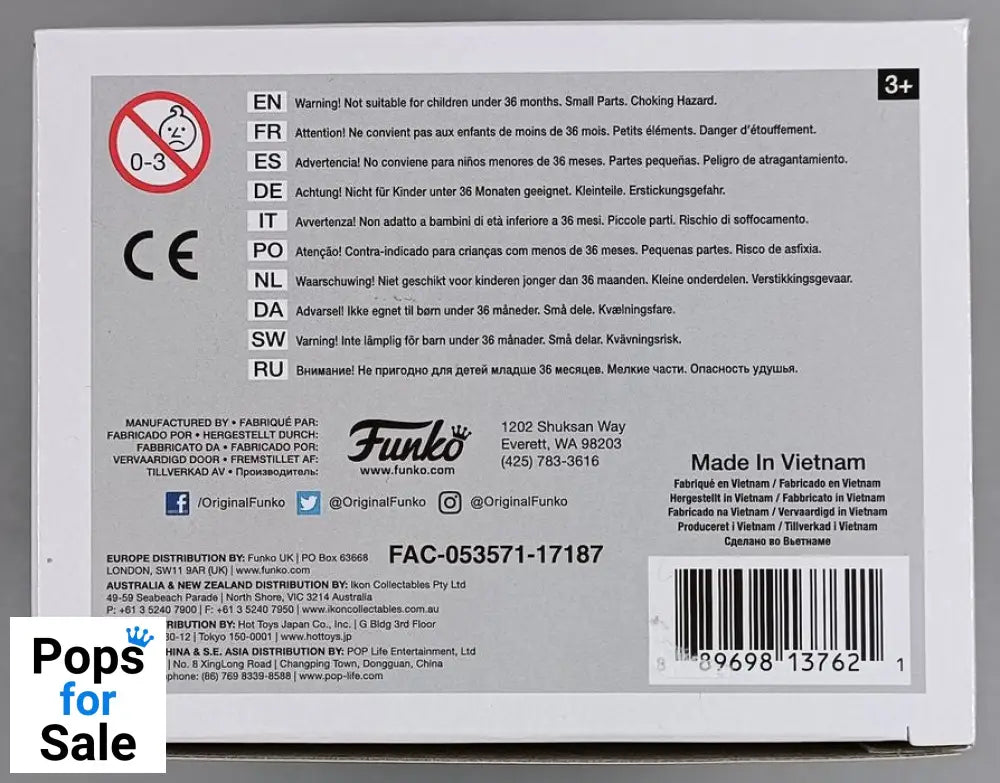 3+
0-3
EN Warning! Not suitable for children under 36 months. Small Parts. Choking Hazard.
FR Attention! Ne convient pas aux enfants de moins de 36 mois. Petits éléments. Danger d'étouffement.
ES Advertencia! No conviene para niños menores de 36 meses. Partes pequeñas. Peligro de atragantamiento.
DE Achtung! Nicht für Kinder unter 36 Monaten geeignet. Kleinteile. Erstickungsgefahr.
IT Avvertenza! Non adatto a bambini di età inferiore a 36 mesi. Piccole parti. Rischio di soffocamento.
PO Atenção! Contra-indicado para crianças com menos de 36 meses. Pequenas partes. Risco de asfixia.
NL Waarschuwing! Niet geschikt voor kinderen jonger dan 36 maanden. Kleine onderdelen. Verstikkingsgevaar.
DA Advarsel! Ikke egnet til børn under 36 måneder. Små dele. Kvælningsfare.
SW Varning! Inte lämplig för barn under 36 månader. Små delar. Kvävningsrisk.
RU Внимание! Не пригодно для детей младше 36 месяцев. Мелкие части. Опасность удушья.
CE
MANUFACTURED BY • FABRIQUÉ PAR:
FABRICADO POR • HERGESTELLT DURCH:
FABBRICATO DA • FABRICADO POR:
VERVAARDIGD DOOR • FREMSTILLET AF:
TILLVERKAD AV • Производитель:
Funko
www.funko.com
1202 Shuksan Way
Everett, WA 98203
(425) 783-3616
/OriginalFunko @OriginalFunko @OriginalFunko
Made In Vietnam
Fabriqué en Vietnam / Fabricado en Vietnam
Hergestellt in Vietnam / Fabbricato in Vietnam
Fabricado na Vietnam / Vervaardigd in Vietnam
Produceret i Vietnam / Tillverkad i Vietnam
Сделано во Вьетнаме
FAC-053571-17187
EUROPE DISTRIBUTION BY: Funko UK | PO Box 63668
LONDON, SW11 9AR (UK) | www.funko.com
AUSTRALIA & NEW ZEALAND DISTRIBUTION BY: Ikon Collectables Pty Ltd
49-59 Seabeach Parade | North Shore, VIC 3214 Australia
P: +61 3 5240 7900 | F: +61 3 5240 7950 | www.ikoncollectables.com.au
RIBUTION BY: Hot Toys Japan Co., Inc. | G Bldg 3rd Floor
30-12 | Tokyo 150-0001 | www.hottoys.jp
HINA & S.E. ASIA DISTRIBUTION BY: POP Life Entertainment, Ltd
| No. 8 XingLong Road | Changping Town, Dongguan, China
ephone: (86) 769 8339-8588 | www.pop-life.com
8 89698 13762 1
Pops
for
Sale